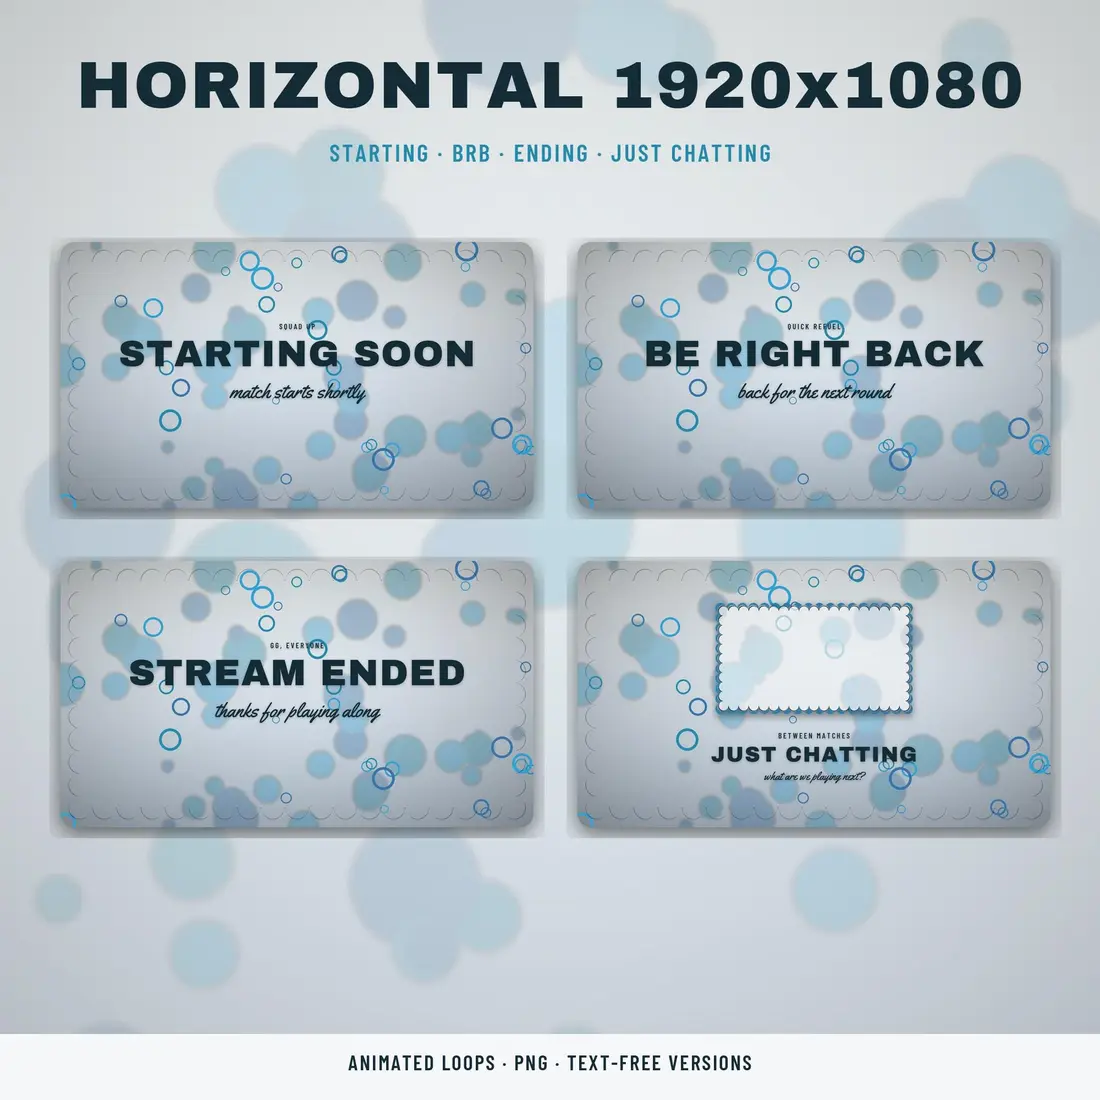 HORIZONTAL 1920x1080
STARTING · BRB · ENDING · JUST CHATTING
SQUAD UP
STARTING SOON
match starts shortly
QUICK REFUEL
BE RIGHT BACK
back for the next round
GG, EVERYONE
STREAM ENDED
thanks for playing along
BETWEEN MATCHES
JUST CHATTING
what are we playing next?
ANIMATED LOOPS · PNG · TEXT-FREE VERSIONS